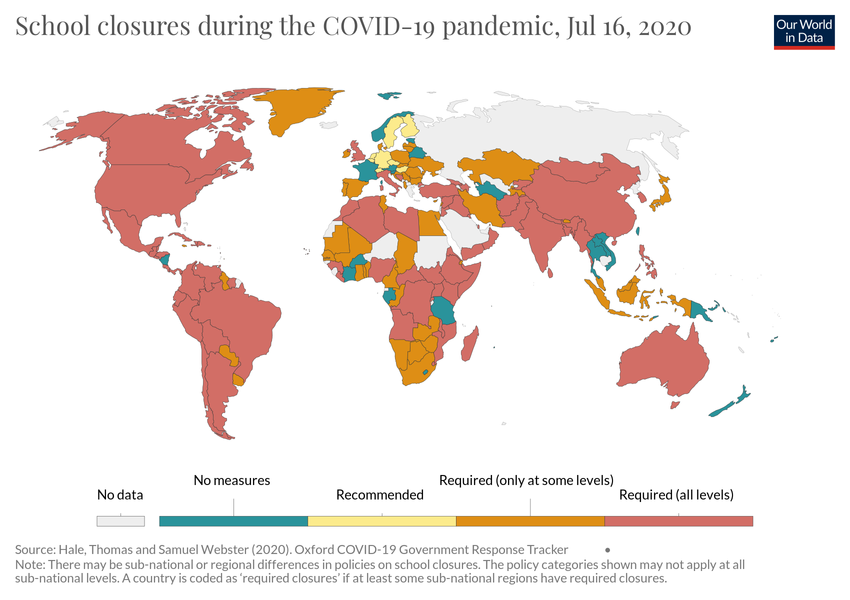 School closures during the COVID-19 pandemic, Jul 16, 2020
Our World
in Data
No data
No measures
Recommended
Required (only at some levels)
Required (all levels)
Source: Hale, Thomas and Samuel Webster (2020). Oxford COVID-19 Government Response Tracker •
Note: There may be sub-national or regional differences in policies on school closures. The policy categories shown may not apply at all
sub-national levels. A country is coded as ‘required closures’ if at least some sub-national regions have required closures.